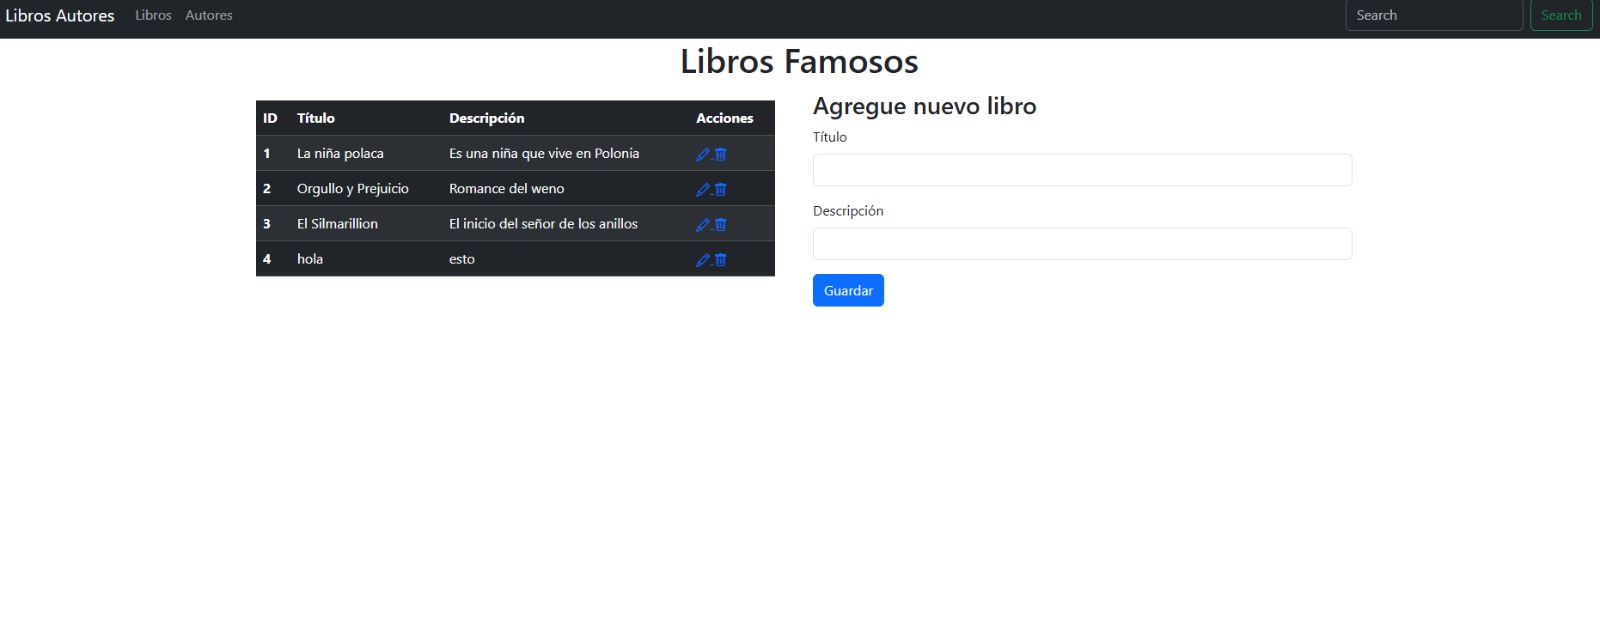 Libros Autores Libros Autores Search Search
Libros Famosos
ID Título Descripción Acciones
1 La niña polaca Es una niña que vive en Polonia
2 Orgullo y Prejuicio Romance del weno
3 El Silmarillion El inicio del señor de los anillos
4 hola esto
Agregue nuevo libro
Título
Descripción
Guardar